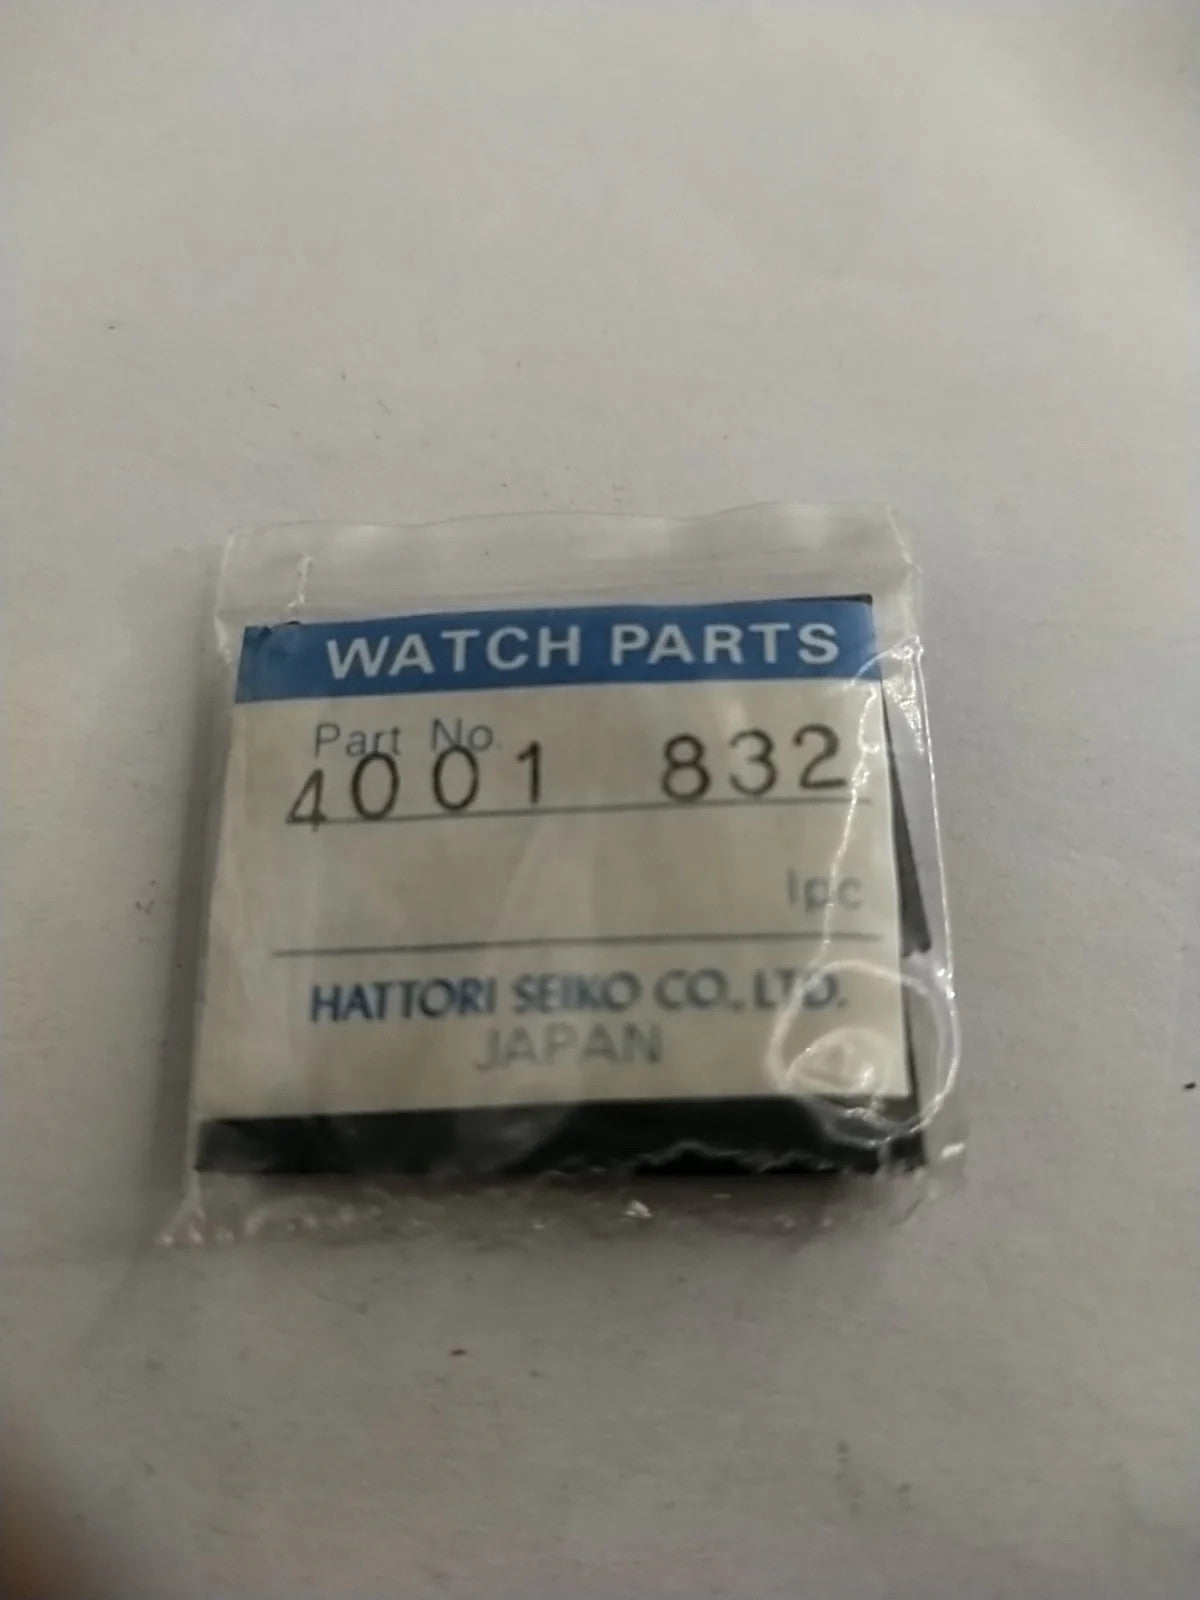 WATCH PARTS
Part No.
4001 832
1pc
HATTORI SEIKO CO., LTD.
JAPAN